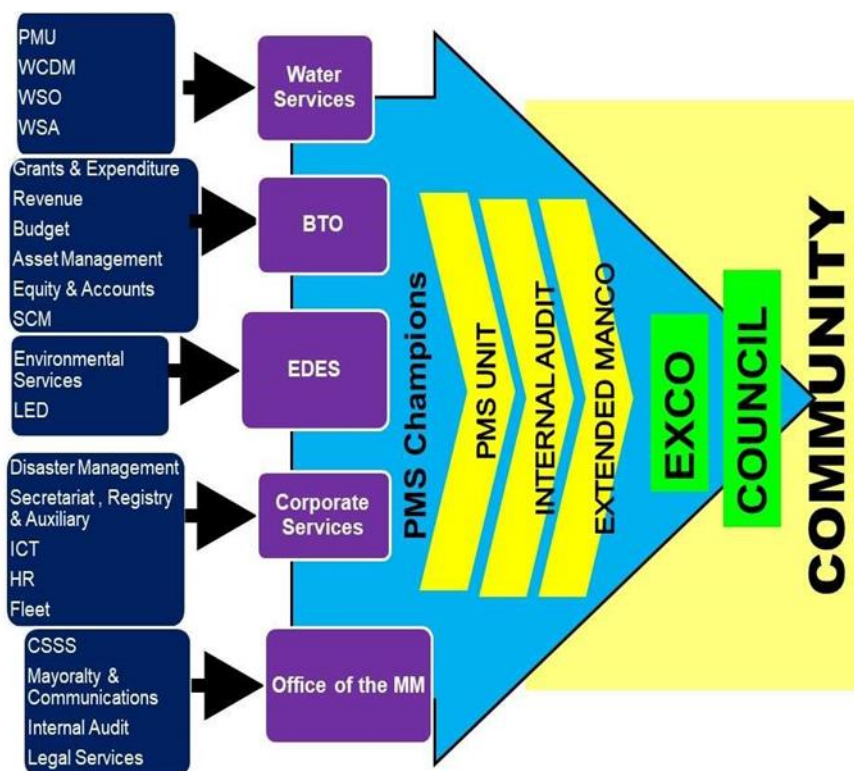 PMU
WCDM
WSO
WSA
Water
Services
Grants & Expenditure
Revenue
Budget
Asset Management
Equity & Accounts
SCM
BTO
Environmental
Services
LED
EDES
Disaster Management
Secretariat , Registry
& Auxiliary
ICT
HR
Fleet
Corporate
Services
CSSS
Mayoralty &
Communications
Internal Audit
Legal Services
Office of the MM
PMS Champions
PMS UNIT
INTERNAL AUDIT
EXTENDED MANCO
EXCO
COUNCIL
COMMUNITY